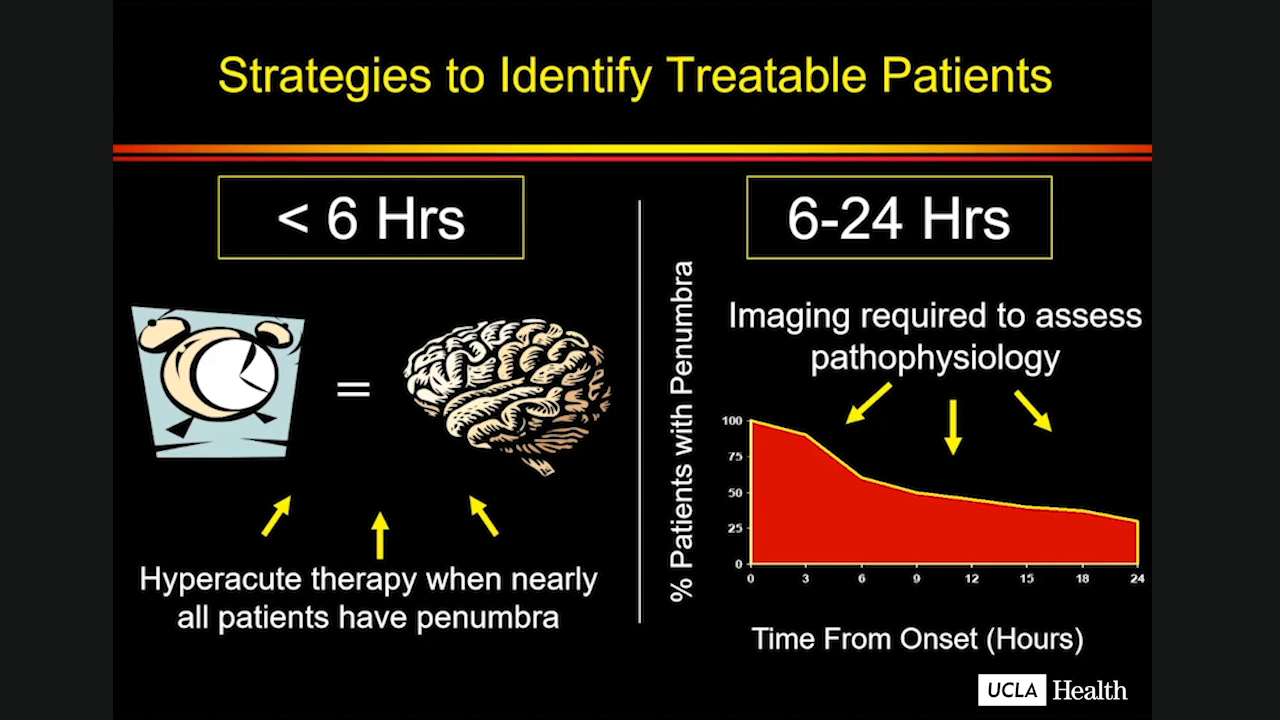 Strategies to Identify Treatable Patients
< 6 Hrs
=
Hyperacute therapy when nearly
all patients have penumbra
6-24 Hrs
Imaging required to assess
pathophysiology
% Patients with Penumbra
100
75
50
25
0
0 3 6 9 12 15 18 24
Time From Onset (Hours)
UCLA Health